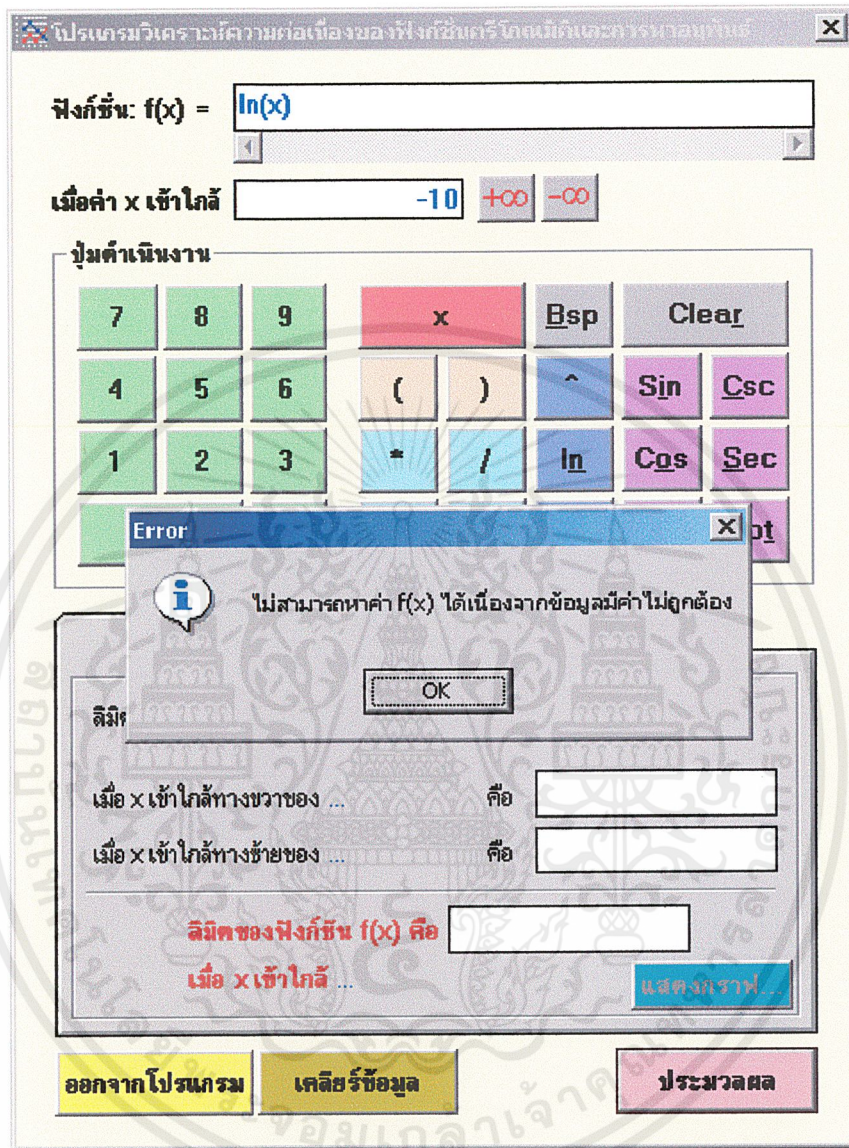 โปรแกรมวิเคราะห์ความต่อเนื่องของฟังก์ชันตรีโกณมิติและการหาอนุพันธ์
ฟังก์ชั่น: f(x) = ln(x)
เมื่อค่า x เข้าใกล้ -10 +∞ -∞
ปุ่มดำเนินงาน
7 8 9 x Bsp Clear
4 5 6 ( ) ^ Sin Csc
1 2 3 * / ln Cos Sec
Error
ไม่สามารถหาค่า f(x) ได้เนื่องจากข้อมูลมีค่าไม่ถูกต้อง
OK
เมื่อ x เข้าใกล้ทางขวาของ ... คือ
เมื่อ x เข้าใกล้ทางซ้ายของ ... คือ
ลิมิตของฟังก์ชัน f(x) คือ
เมื่อ x เข้าใกล้ ...
แสดงกราฟ...
ออกจากโปรแกรม เคลียร์ข้อมูล ประมวลผล